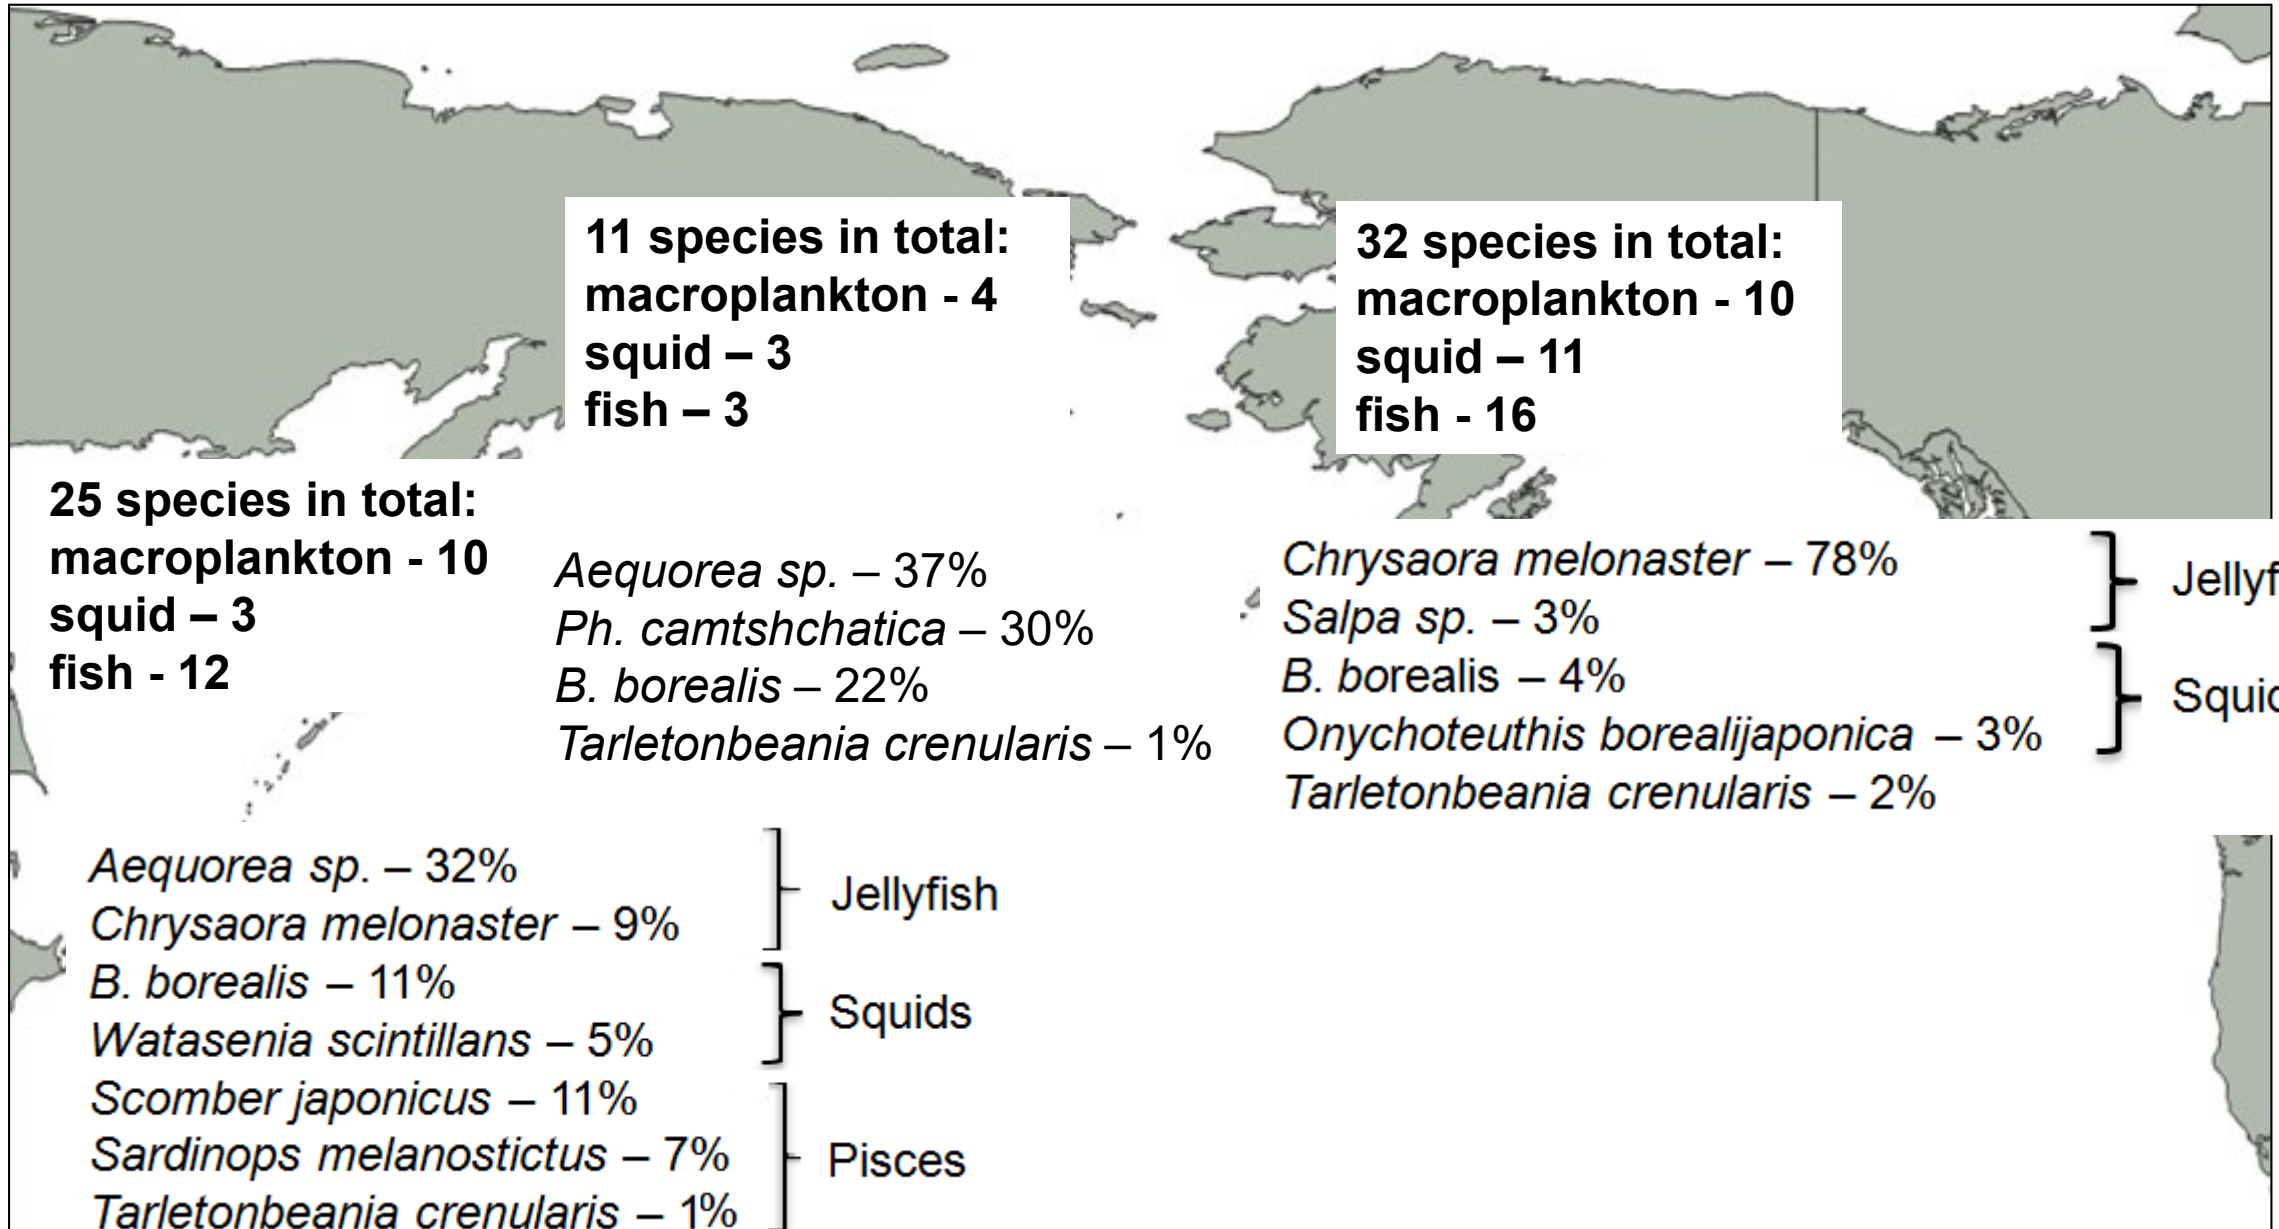 11 species in total:
macroplankton - 4
squid – 3
fish – 3
32 species in total:
macroplankton - 10
squid – 11
fish - 16
25 species in total:
macroplankton - 10
squid – 3
fish - 12
Aequorea sp. – 37%
Ph. camtshchatica – 30%
B. borealis – 22%
Tarletonbeania crenularis – 1%
Chrysaora melonaster – 78%
Salpa sp. – 3%
B. borealis – 4%
Onychoteuthis borealijaponica – 3%
Tarletonbeania crenularis – 2%
Jellyf
Squid
Aequorea sp. – 32%
Chrysaora melonaster – 9%
B. borealis – 11%
Watasenia scintillans – 5%
Scomber japonicus – 11%
Sardinops melanostictus – 7%
Tarletonbeania crenularis – 1%
Jellyfish
Squids
Pisces